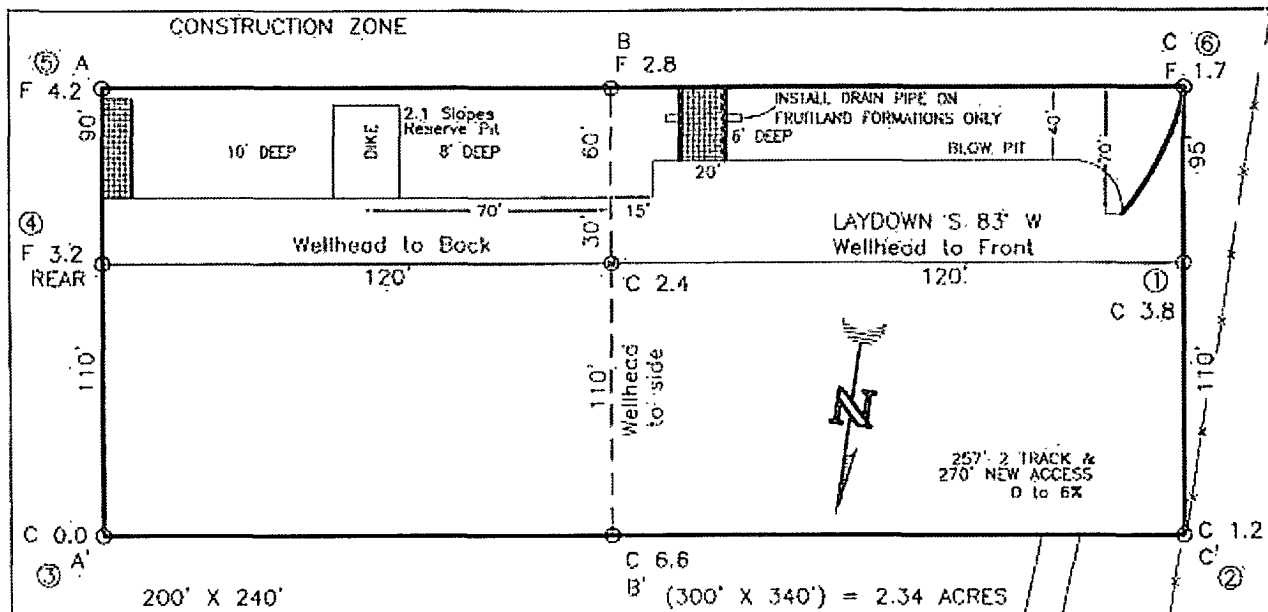 CONSTRUCTION ZONE
⑤ A
F 4.2
B
F 2.8
C ⑥
F 1.7
90'
10' DEEP
DIKE
2.1 Slopes
Reserve Pit
8' DEEP
60'
INSTALL DRAIN PIPE ON
FRUITLAND FORMATIONS ONLY
6' DEEP
20'
BLOW PIT
40'
70'
95'
70'
15'
④
F 3.2
REAR
Wellhead to Back
120'
30'
C 2.4
LAYDOWN S. 83° W
Wellhead to Front
120'
①
C 3.8
110'
110'
Wellhead
to side
N
110'
257'- 2 TRACK &
270' NEW ACCESS
0 to 6%
C 0.0
A'
③
C 6.6
B'
C 1.2
C'
②
200' X 240'
(300' X 340') = 2.34 ACRES